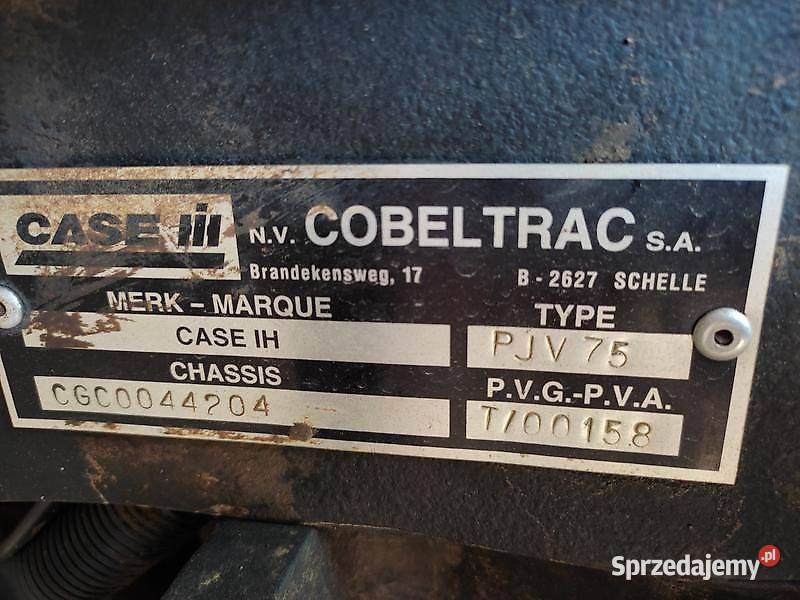 CASE IH
N.V. COBELTRAC S.A.
Brandekensweg, 17 B - 2627 SCHELLE
MERK - MARQUE TYPE
CASE IH PJV 75
CHASSIS P.V.G.-P.V.A.
CGC0044204 T/00158
Sprzedajemy.pl